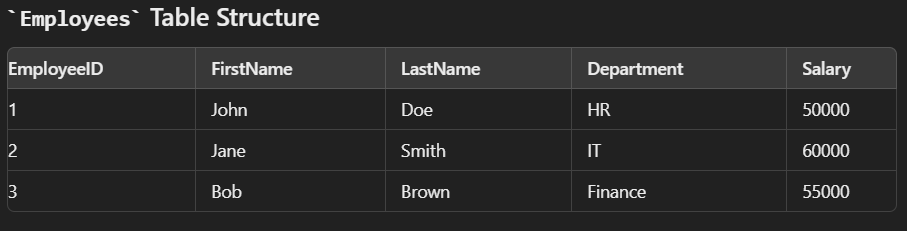 `Employees` Table Structure
EmployeeID FirstName LastName Department Salary
1 John Doe HR 50000
2 Jane Smith IT 60000
3 Bob Brown Finance 55000